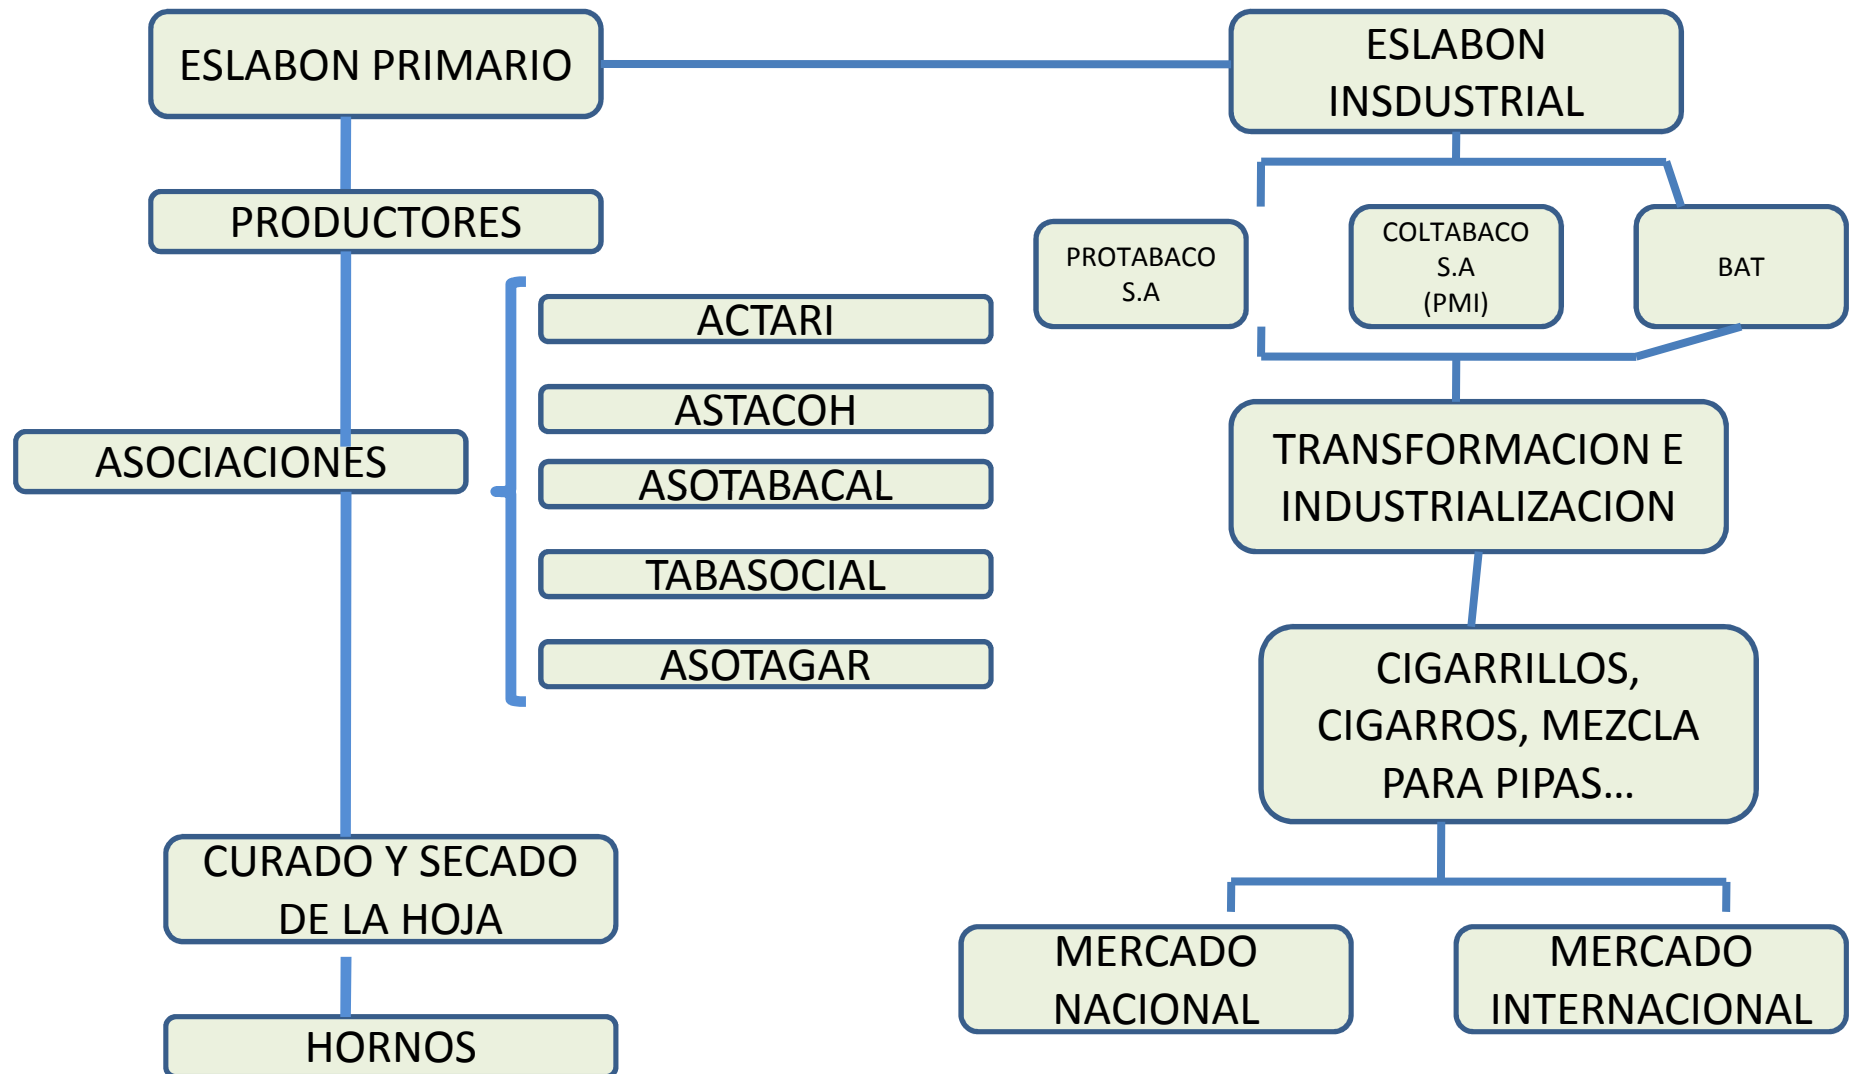 ESLABON PRIMARIO
PRODUCTORES
ASOCIACIONES
ACTARI
ASTACOH
ASOTABACAL
TABASOCIAL
ASOTAGAR
CURADO Y SECADO
DE LA HOJA
HORNOS
ESLABON
INSDUSTRIAL
PROTABACO
S.A
COLTABACO
S.A
(PMI)
BAT
TRANSFORMACION E
INDUSTRIALIZACION
CIGARRILLOS,
CIGARROS, MEZCLA
PARA PIPAS...
MERCADO
NACIONAL
MERCADO
INTERNACIONAL